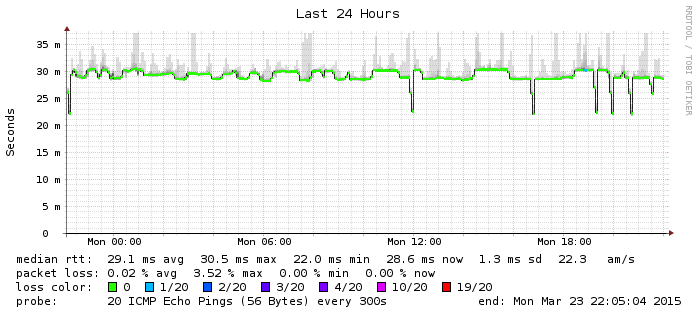 Last 24 Hours
RRDTOOL / TOBI OETIKER
Seconds
35 m
30 m
25 m
20 m
15 m
10 m
5 m
0
Mon 00:00 Mon 06:00 Mon 12:00 Mon 18:00
median rtt: 29.1 ms avg 30.5 ms max 22.0 ms min 28.6 ms now 1.3 ms sd 22.3 am/s
packet loss: 0.02 % avg 3.52 % max 0.00 % min 0.00 % now
loss color: 0 1/20 2/20 3/20 4/20 10/20 19/20
probe: 20 ICMP Echo Pings (56 Bytes) every 300s end: Mon Mar 23 22:05:04 2015